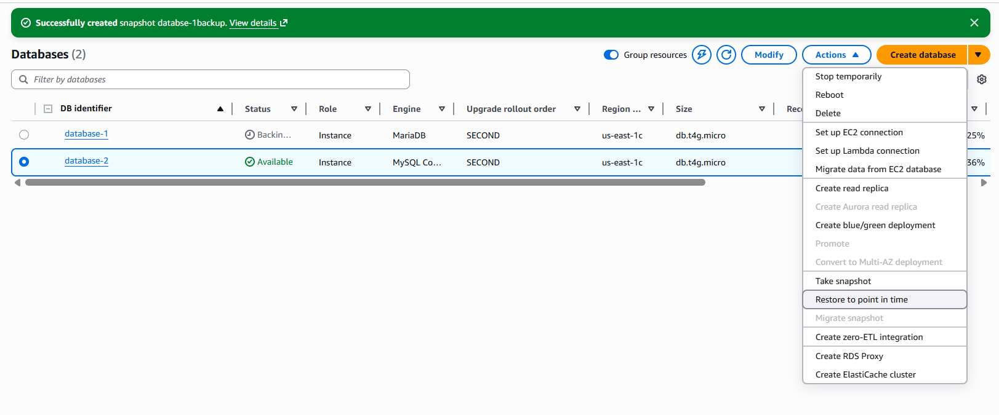 Successfully created snapshot databse-1backup. View details
Databases (2)
Group resources
Modify
Actions
Create database
Filter by databases
DB identifier Status Role Engine Upgrade rollout order Region ... Size Rec
database-1 Backin... Instance MariaDB SECOND us-east-1c db.t4g.micro 25%
database-2 Available Instance MySQL Co... SECOND us-east-1c db.t4g.micro 36%
Stop temporarily
Reboot
Delete
Set up EC2 connection
Set up Lambda connection
Migrate data from EC2 database
Create read replica
Create Aurora read replica
Create blue/green deployment
Promote
Convert to Multi-AZ deployment
Take snapshot
Restore to point in time
Migrate snapshot
Create zero-ETL integration
Create RDS Proxy
Create ElastiCache cluster